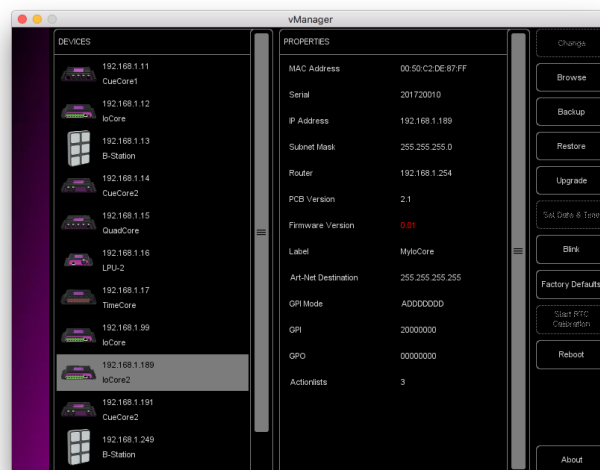 vManager
DEVICES
192.168.1.11
CueCore1
192.168.1.12
IoCore
192.168.1.13
B-Station
192.168.1.14
CueCore2
192.168.1.15
QuadCore
192.168.1.16
LPU-2
192.168.1.17
TimeCore
192.168.1.99
IoCore
192.168.1.189
IoCore2
192.168.1.191
CueCore2
192.168.1.249
B-Station
PROPERTIES
MAC Address 00:50:C2:DE:87:FF
Serial 201720010
IP Address 192.168.1.189
Subnet Mask 255.255.255.0
Router 192.168.1.254
PCB Version 2.1
Firmware Version 0.01
Label MyIoCore
Art-Net Destination 255.255.255.255
GPI Mode ADDDDDDD
GPI 20000000
GPO 00000000
Actionlists 3
Change
Browse
Backup
Restore
Upgrade
Set Date & Time
Blink
Factory Defaults
Start RTC
Calibration
Reboot
About